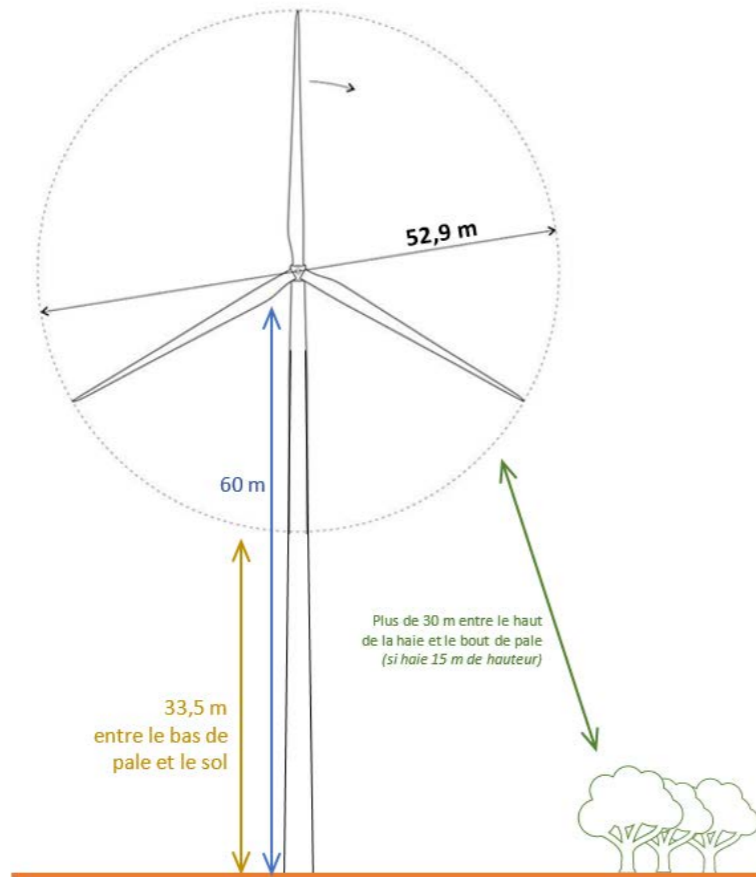 52,9 m
60 m
Plus de 30 m entre le haut
de la haie et le bout de pale
(si haie 15 m de hauteur)
33,5 m
entre le bas de
pale et le sol